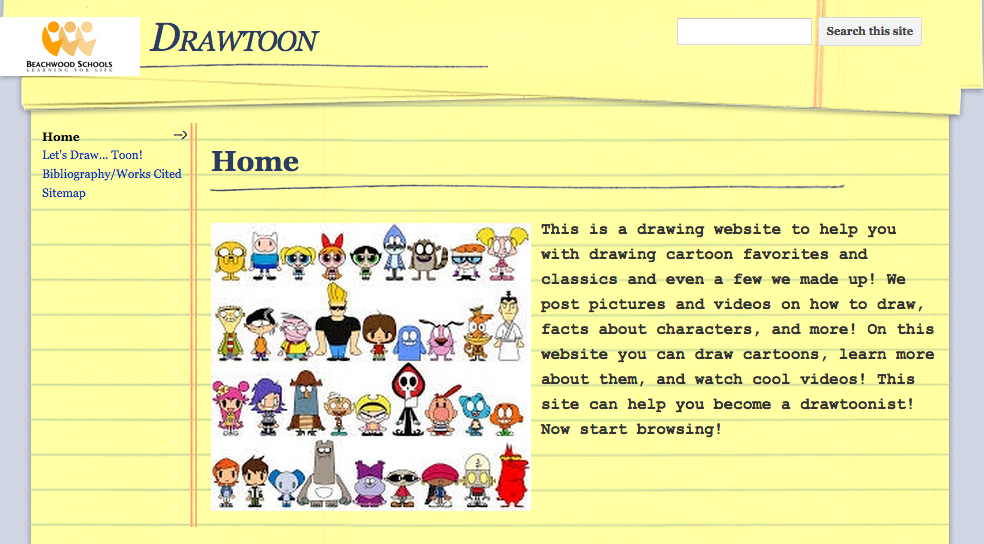 BEACHWOOD SCHOOLS
LEARNING FOR LIFE
DRAWTOON
Search this site
Home
Let's Draw... Toon!
Bibliography/Works Cited
Sitemap
Home
This is a drawing website to help you
with drawing cartoon favorites and
classics and even a few we made up! We
post pictures and videos on how to draw,
facts about characters, and more! On this
website you can draw cartoons, learn more
about them, and watch cool videos! This
site can help you become a drawtoonist!
Now start browsing!